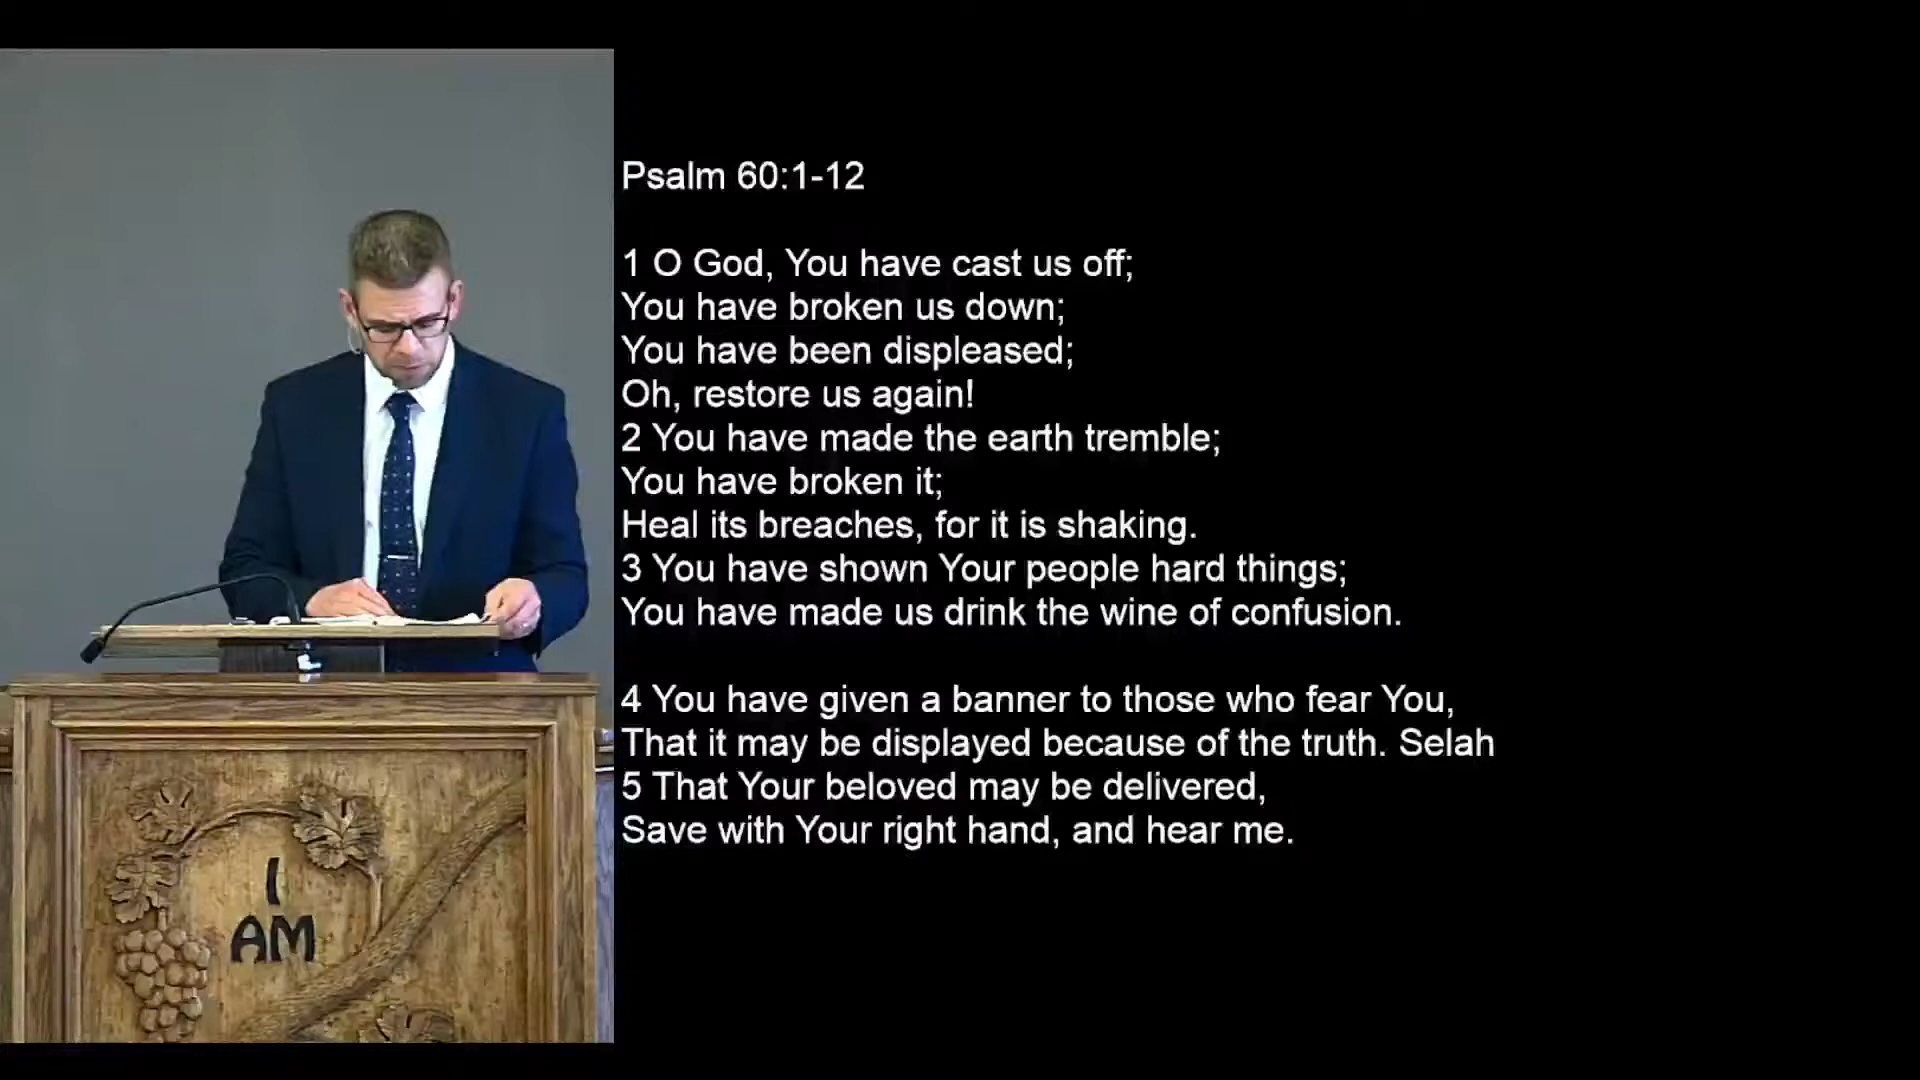 Psalm 60:1-12
1 O God, You have cast us off;
You have broken us down;
You have been displeased;
Oh, restore us again!
2 You have made the earth tremble;
You have broken it;
Heal its breaches, for it is shaking.
3 You have shown Your people hard things;
You have made us drink the wine of confusion.
4 You have given a banner to those who fear You,
That it may be displayed because of the truth. Selah
5 That Your beloved may be delivered,
Save with Your right hand, and hear me.
I
AM